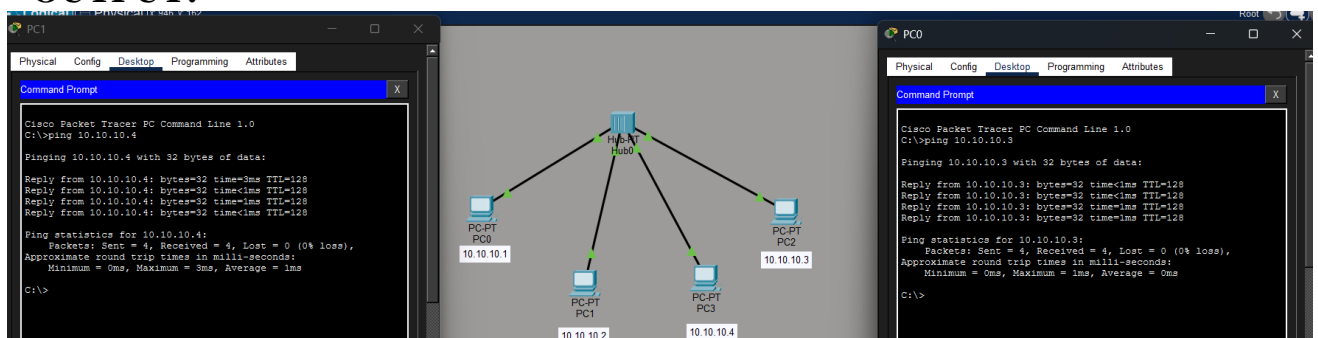 Logical Physical x 946 y 162
Root
PC1
Physical Config Desktop Programming Attributes
Command Prompt X
Cisco Packet Tracer PC Command Line 1.0
C:\>ping 10.10.10.4
Pinging 10.10.10.4 with 32 bytes of data:
Reply from 10.10.10.4: bytes=32 time=3ms TTL=128
Reply from 10.10.10.4: bytes=32 time<1ms TTL=128
Reply from 10.10.10.4: bytes=32 time=1ms TTL=128
Reply from 10.10.10.4: bytes=32 time<1ms TTL=128
Ping statistics for 10.10.10.4:
Packets: Sent = 4, Received = 4, Lost = 0 (0% loss),
Approximate round trip times in milli-seconds:
Minimum = 0ms, Maximum = 3ms, Average = 1ms
C:\>
Hub-PT
Hub0
PC-PT
PC0
10.10.10.1
PC-PT
PC1
10.10.10.2
PC-PT
PC3
10.10.10.4
PC-PT
PC2
10.10.10.3
PC0
Physical Config Desktop Programming Attributes
Command Prompt X
Cisco Packet Tracer PC Command Line 1.0
C:\>ping 10.10.10.3
Pinging 10.10.10.3 with 32 bytes of data:
Reply from 10.10.10.3: bytes=32 time<1ms TTL=128
Reply from 10.10.10.3: bytes=32 time=1ms TTL=128
Reply from 10.10.10.3: bytes=32 time<1ms TTL=128
Reply from 10.10.10.3: bytes=32 time=1ms TTL=128
Ping statistics for 10.10.10.3:
Packets: Sent = 4, Received = 4, Lost = 0 (0% loss),
Approximate round trip times in milli-seconds:
Minimum = 0ms, Maximum = 1ms, Average = 0ms
C:\>